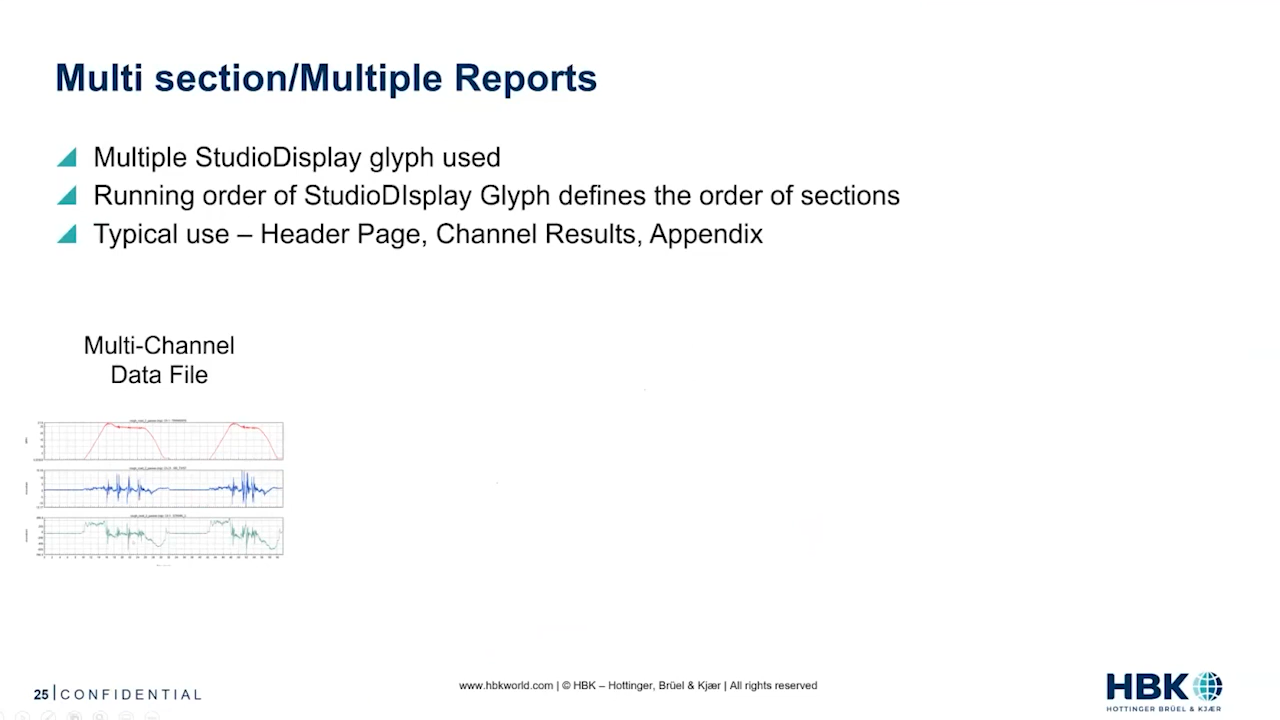 Multi section/Multiple Reports
Multiple StudioDisplay glyph used
Running order of StudioDIsplay Glyph defines the order of sections
Typical use – Header Page, Channel Results, Appendix
Multi-Channel
Data File
25 | CONFIDENTIAL
www.hbkworld.com | © HBK – Hottinger, Brüel & Kjær | All rights reserved
HBK
HOTTINGER BRÜEL & KJÆR